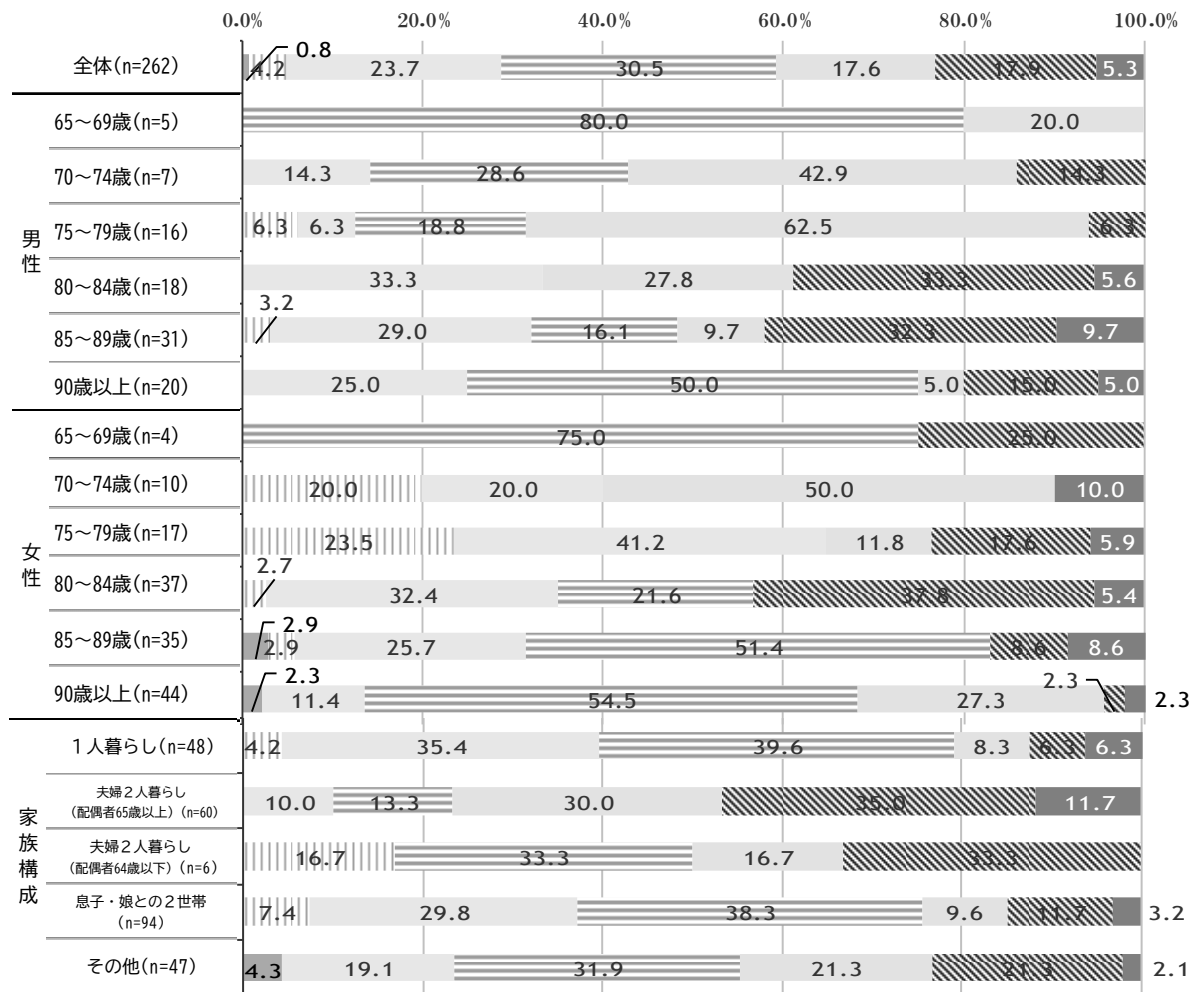 0.0% 20.0% 40.0% 60.0% 80.0% 100.0%
全体(n=262) 0.8 4.2 23.7 30.5 17.6 17.9 5.3
男性
65～69歳(n=5) 80.0 20.0
70～74歳(n=7) 14.3 28.6 42.9 14.3
75～79歳(n=16) 6.3 6.3 18.8 62.5 6.3
80～84歳(n=18) 33.3 27.8 33.3 5.6
85～89歳(n=31) 3.2 29.0 16.1 9.7 32.3 9.7
90歳以上(n=20) 25.0 50.0 5.0 15.0 5.0
女性
65～69歳(n=4) 75.0 25.0
70～74歳(n=10) 20.0 20.0 50.0 10.0
75～79歳(n=17) 23.5 41.2 11.8 17.6 5.9
80～84歳(n=37) 2.7 32.4 21.6 37.8 5.4
85～89歳(n=35) 2.9 2.9 25.7 51.4 8.6 8.6
90歳以上(n=44) 2.3 11.4 54.5 27.3 2.3 2.3
家族構成
１人暮らし(n=48) 4.2 35.4 39.6 8.3 6.3 6.3
夫婦２人暮らし
(配偶者65歳以上)(n=60) 10.0 13.3 30.0 35.0 11.7
夫婦２人暮らし
(配偶者64歳以下)(n=6) 16.7 33.3 16.7 33.3
息子・娘との２世帯
(n=94) 7.4 29.8 38.3 9.6 11.7 3.2
その他(n=47) 4.3 19.1 31.9 21.3 21.3 2.1